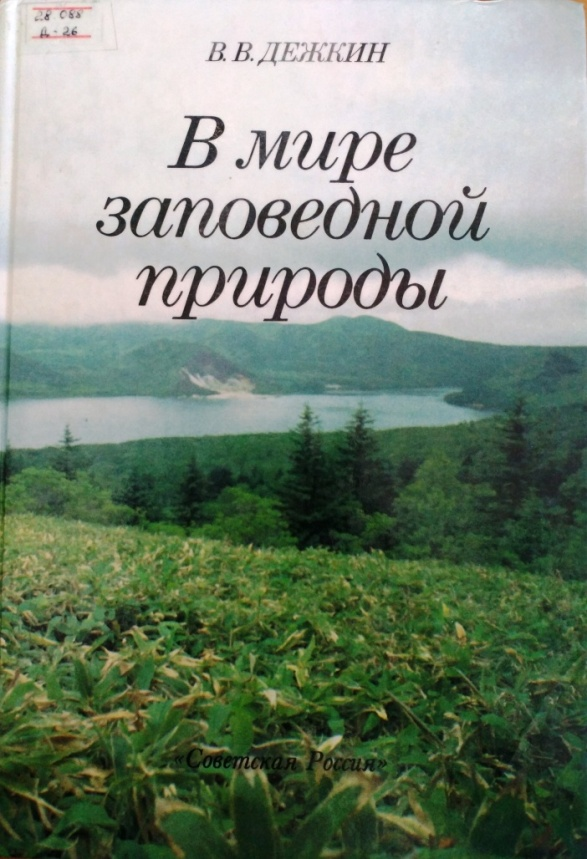 28.088
Д-26
В. В. ДЕЖКИН
В мире
заповедной
природы
«Советская Россия»